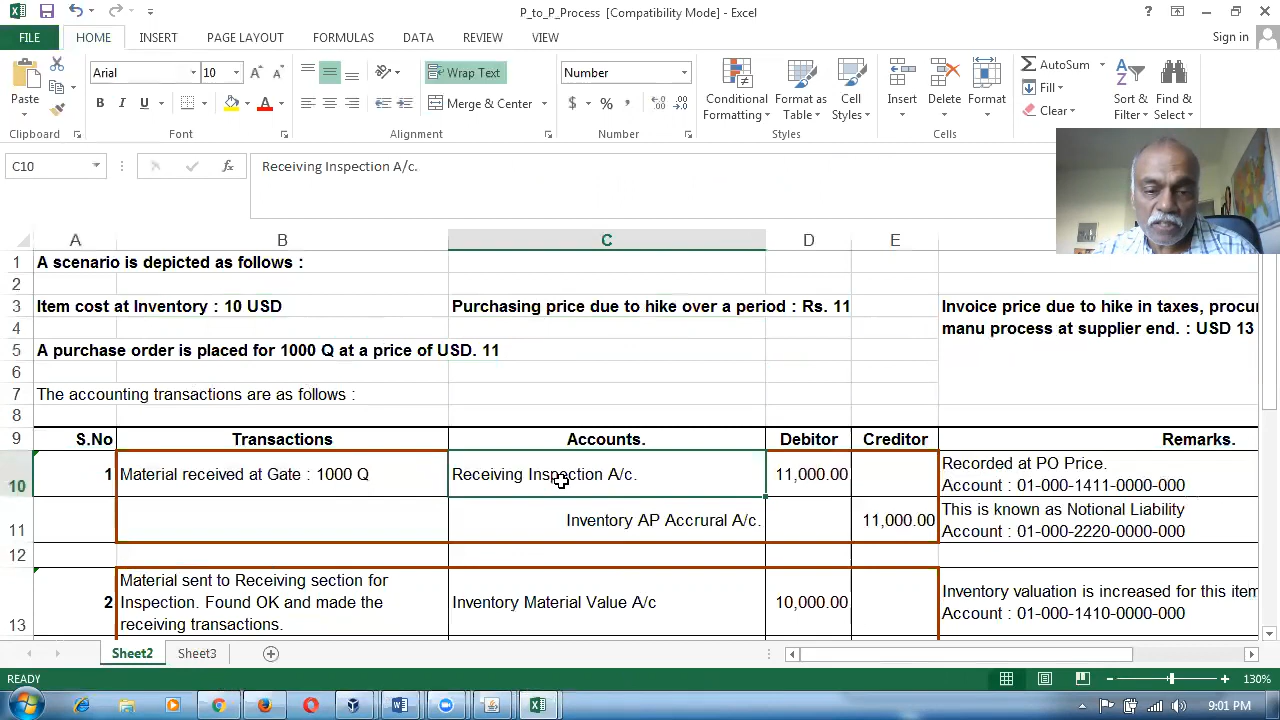 P_to_P_Process [Compatibility Mode] - Excel
FILE HOME INSERT PAGE LAYOUT FORMULAS DATA REVIEW VIEW Sign in
Arial 10 Wrap Text Number AutoSum
Paste Conditional Formatting Format as Table Cell Styles Insert Delete Format Fill Sort & Filter Find & Select
B I U A Merge & Center $ % , Clear
Clipboard Font Alignment Number Styles Cells
C10 fx Receiving Inspection A/c.
A B C D E
1 A scenario is depicted as follows :
2
3 Item cost at Inventory : 10 USD Purchasing price due to hike over a period : Rs. 11 Invoice price due to hike in taxes,
4 manu process at supplier end. : USD 13
5 A purchase order is placed for 1000 Q at a price of USD. 11
6
7 The accounting transactions are as follows :
8
9 S.No Transactions Accounts. Debitor Creditor Remarks.
10 1 Material received at Gate : 1000 Q Receiving Inspection A/c. 11,000.00 Recorded at PO Price.
Account : 01-000-1411-0000-000
11 Inventory AP Accrural A/c. 11,000.00 This is known as Notional Liability
Account : 01-000-2220-0000-000
12
13 2 Material sent to Receiving section for
Inspection. Found OK and made the
receiving transactions. Inventory Material Value A/c 10,000.00 Inventory valuation is increased for this item
Account : 01-000-1410-0000-000
Sheet2 Sheet3
READY 130%
9:01 PM